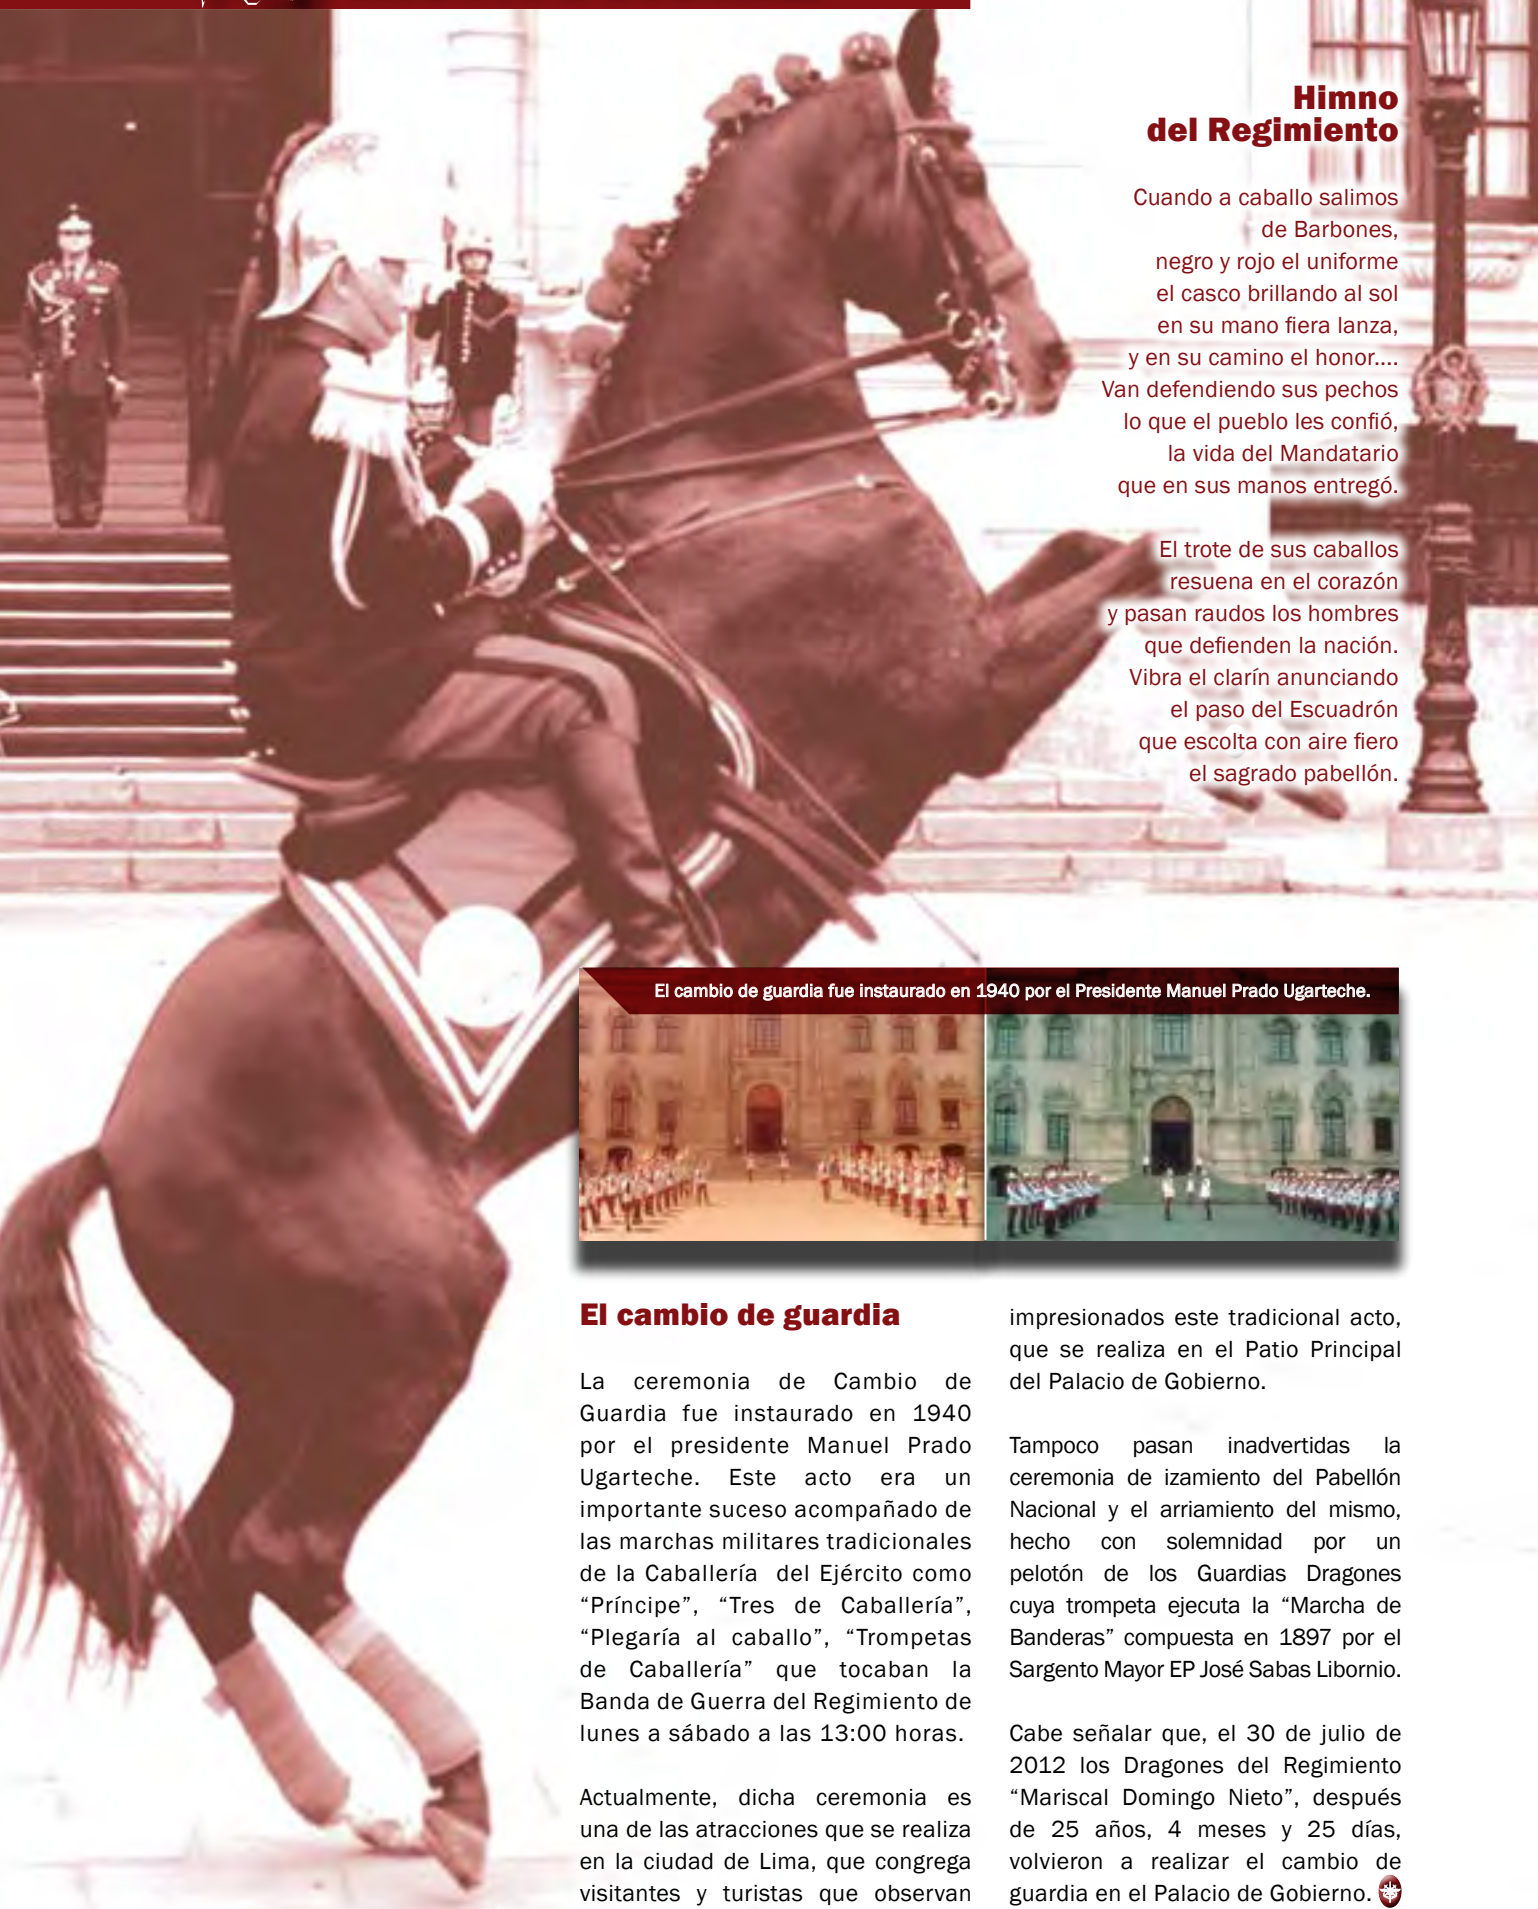 Himno
del Regimiento
Cuando a caballo salimos
de Barbones,
negro y rojo el uniforme
el casco brillando al sol
en su mano fiera lanza,
y en su camino el honor....
Van defendiendo sus pechos
lo que el pueblo les confió,
la vida del Mandatario
que en sus manos entregó.
El trote de sus caballos
resuena en el corazón
y pasan raudos los hombres
que defienden la nación.
Vibra el clarín anunciando
el paso del Escuadrón
que escolta con aire fiero
el sagrado pabellón.
El cambio de guardia fue instaurado en 1940 por el Presidente Manuel Prado Ugarteche.
El cambio de guardia
La ceremonia de Cambio de
Guardia fue instaurado en 1940
por el presidente Manuel Prado
Ugarteche. Este acto era un
importante suceso acompañado de
las marchas militares tradicionales
de la Caballería del Ejército como
“Príncipe”, “Tres de Caballería”,
“Plegaría al caballo”, “Trompetas
de Caballería” que tocaban la
Banda de Guerra del Regimiento de
lunes a sábado a las 13:00 horas.
Actualmente, dicha ceremonia es
una de las atracciones que se realiza
en la ciudad de Lima, que congrega
visitantes y turistas que observan
impresionados este tradicional acto,
que se realiza en el Patio Principal
del Palacio de Gobierno.
Tampoco pasan inadvertidas la
ceremonia de izamiento del Pabellón
Nacional y el arriamiento del mismo,
hecho con solemnidad por un
pelotón de los Guardias Dragones
cuya trompeta ejecuta la “Marcha de
Banderas” compuesta en 1897 por el
Sargento Mayor EP José Sabas Libornio.
Cabe señalar que, el 30 de julio de
2012 los Dragones del Regimiento
“Mariscal Domingo Nieto”, después
de 25 años, 4 meses y 25 días,
volvieron a realizar el cambio de
guardia en el Palacio de Gobierno.